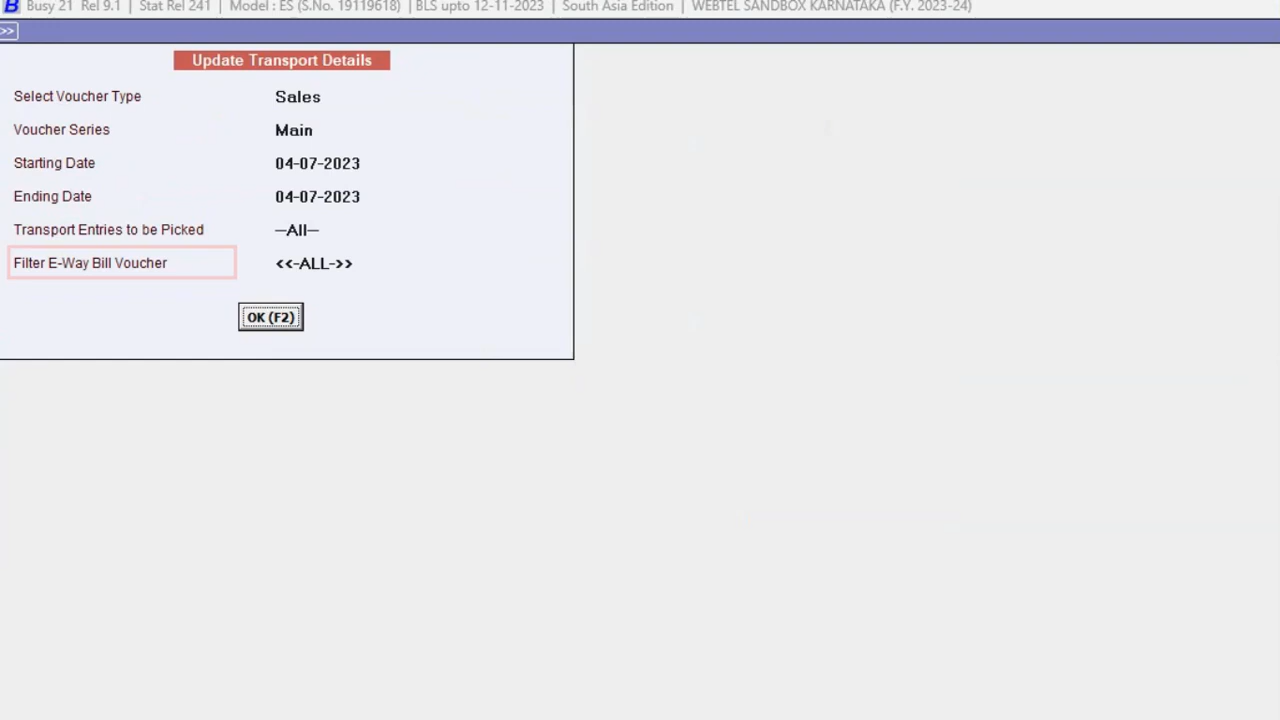 B Busy 21 Rel 9.1 | Stat Rel 241 | Model : ES (S.No. 19119618) | BLS upto 12-11-2023 | South Asia Edition | WEBTEL SANDBOX KARNATAKA (F.Y. 2023-24)
>>
Update Transport Details
Select Voucher Type Sales
Voucher Series Main
Starting Date 04-07-2023
Ending Date 04-07-2023
Transport Entries to be Picked --All--
Filter E-Way Bill Voucher <<-ALL->>
OK (F2)